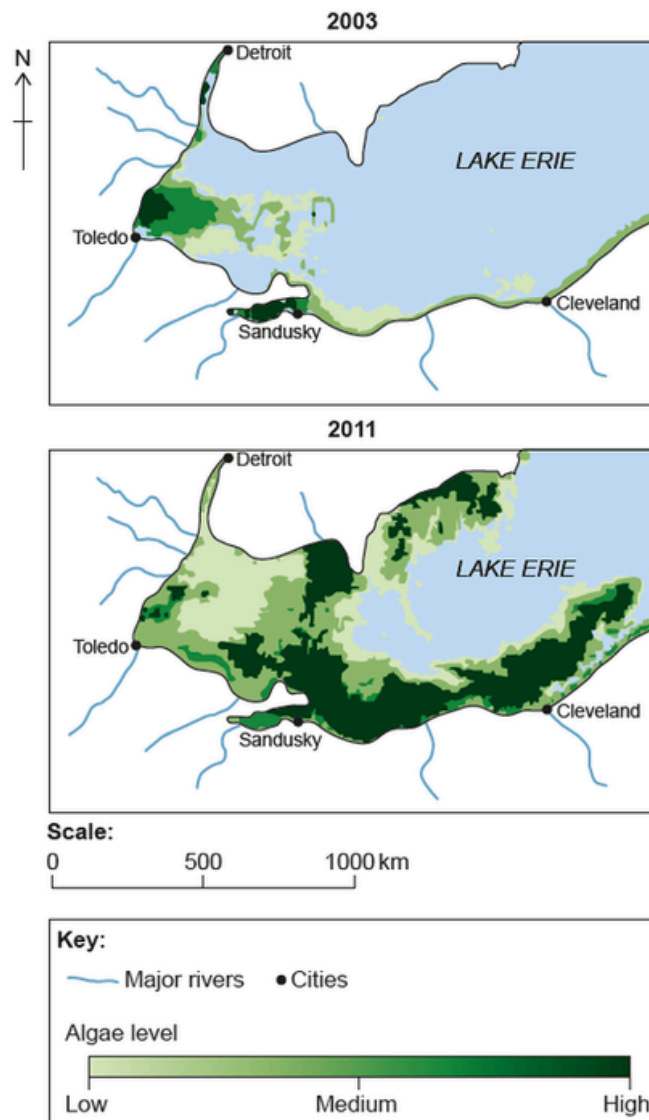 2003
N
Detroit
LAKE ERIE
Toledo
Cleveland
Sandusky
2011
Detroit
LAKE ERIE
Toledo
Cleveland
Sandusky
Scale:
0 500 1000 km
Key:
Major rivers Cities
Algae level
Low Medium High